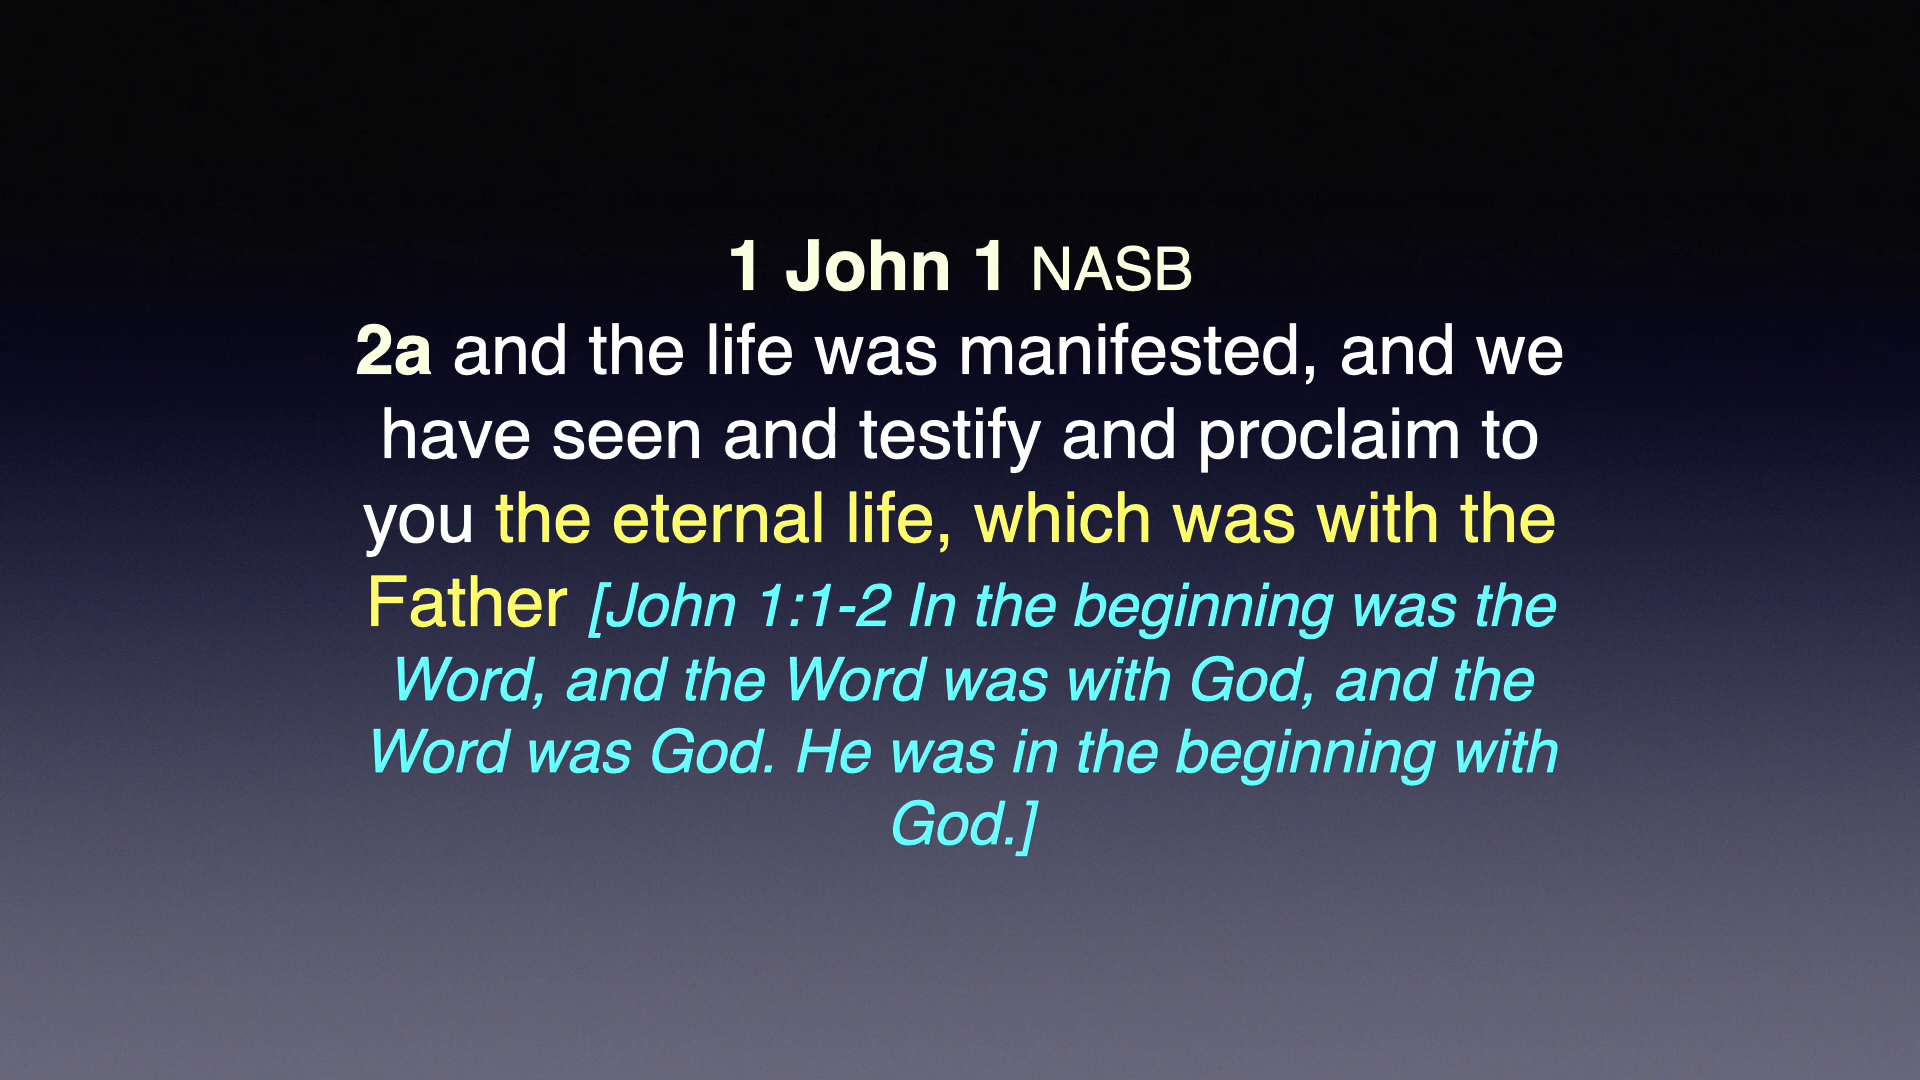 1 John 1 NASB
2a and the life was manifested, and we
have seen and testify and proclaim to
you the eternal life, which was with the
Father [John 1:1-2 In the beginning was the
Word, and the Word was with God, and the
Word was God. He was in the beginning with
God.]